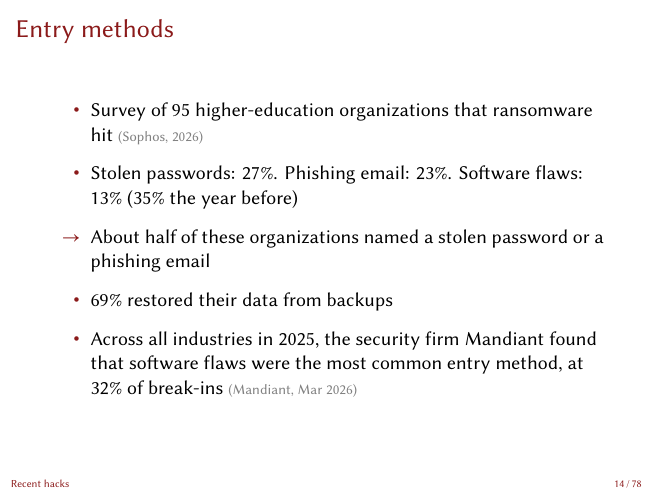 Entry methods
• Survey of 95 higher-education organizations that ransomware
hit (Sophos, 2026)
• Stolen passwords: 27%. Phishing email: 23%. Software flaws:
13% (35% the year before)
→ About half of these organizations named a stolen password or a
phishing email
• 69% restored their data from backups
• Across all industries in 2025, the security firm Mandiant found
that software flaws were the most common entry method, at
32% of break-ins (Mandiant, Mar 2026)
Recent hacks
14 / 78